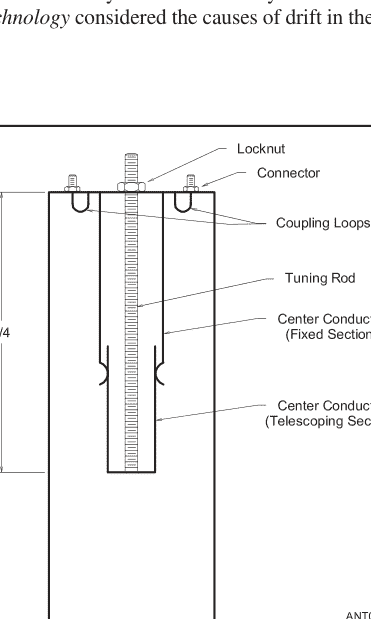 chnology considered the causes of drift in the
Locknut
Connector
Coupling Loops
Tuning Rod
/4
Center Conduct
(Fixed Section
Center Conduct
(Telescoping Sec
ANT0